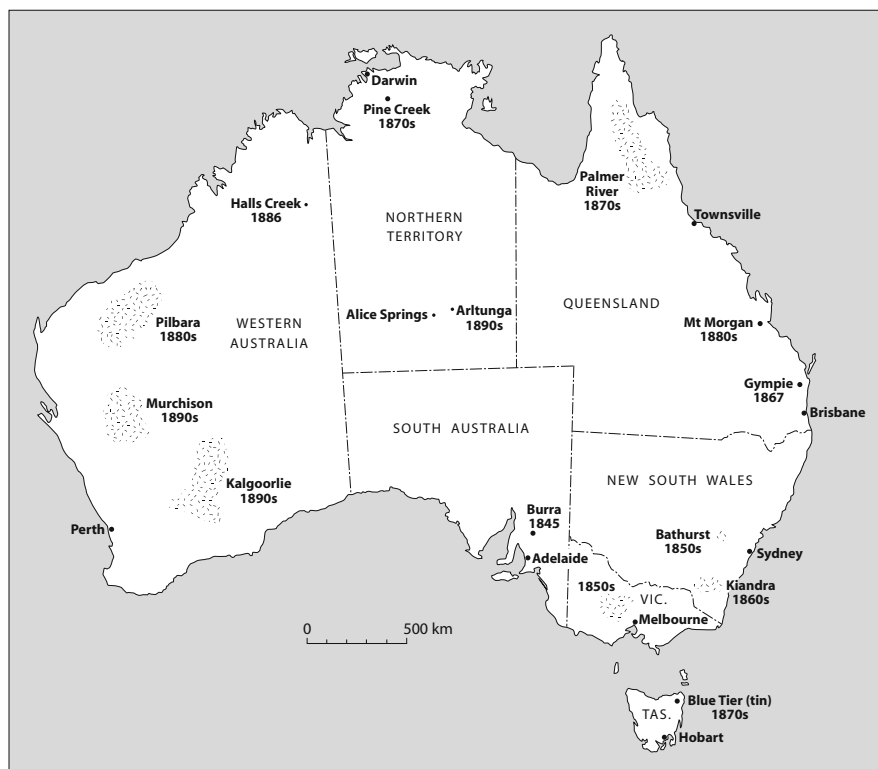 Darwin
Pine Creek
1870s
Palmer
River
1870s
Halls Creek
1886
NORTHERN
TERRITORY
Townsville
Pilbara
1880s
WESTERN
AUSTRALIA
Alice Springs
Arltunga
1890s
QUEENSLAND
Mt Morgan
1880s
Gympie
1867
Brisbane
Murchison
1890s
SOUTH AUSTRALIA
Kalgoorlie
1890s
NEW SOUTH WALES
Perth
Burra
1845
Bathurst
1850s
Sydney
Adelaide
1850s
Kiandra
1860s
VIC.
Melbourne
0 500 km
Blue Tier (tin)
1870s
TAS.
Hobart